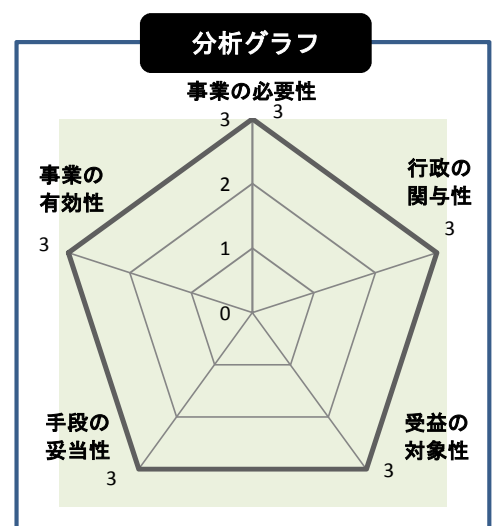 分析グラフ
事業の必要性
3
3
2
1
0
行政の
関与性
3
受益の
対象性
3
手段の
妥当性
3
事業の
有効性
3